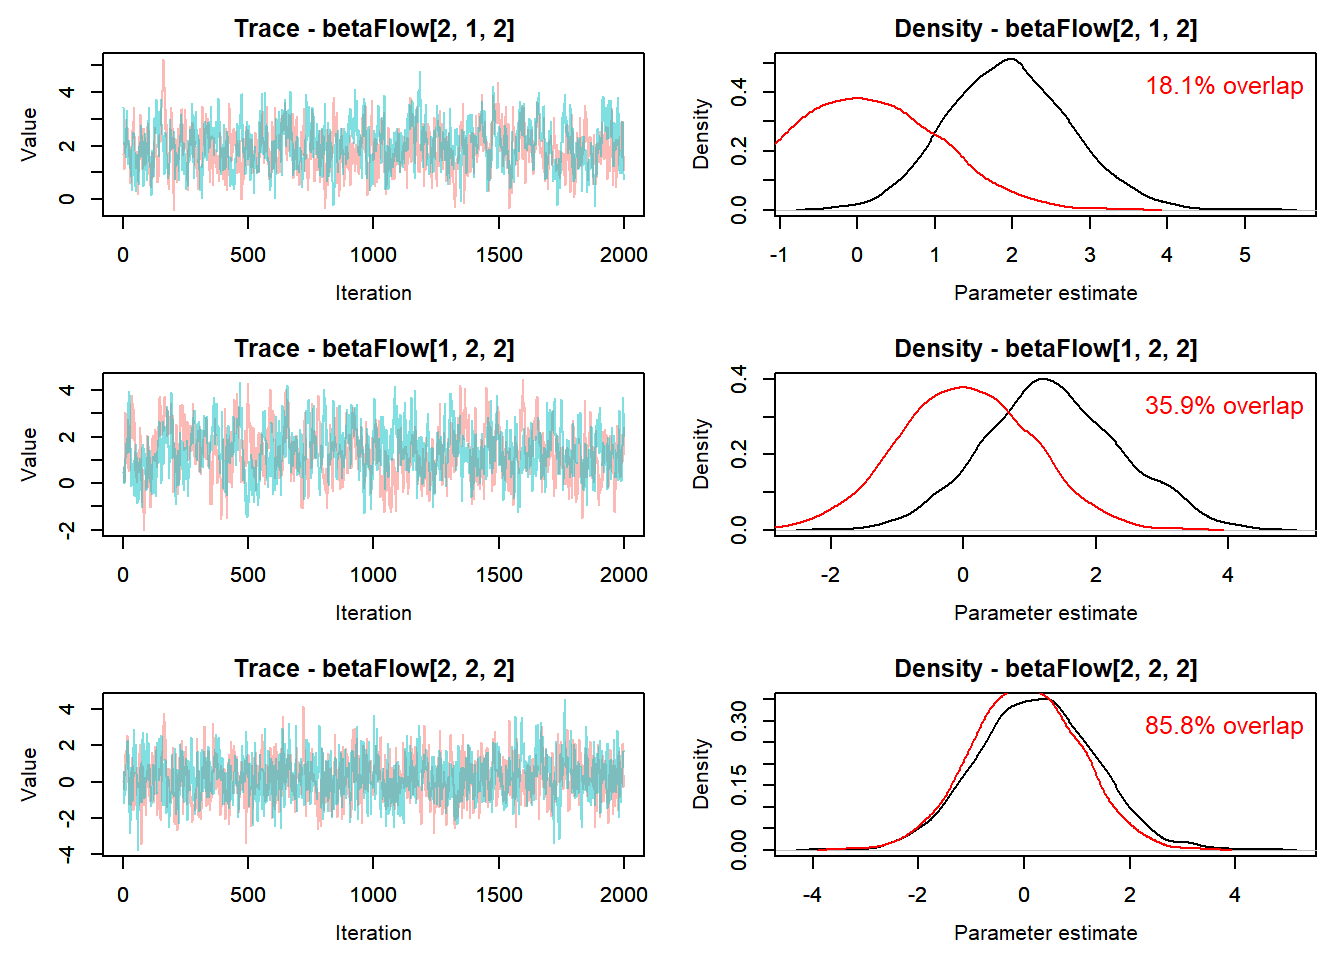 Trace - betaFlow[2, 1, 2]
Value
0 2 4
0 500 1000 1500 2000
Iteration
Density - betaFlow[2, 1, 2]
Density
0.0 0.2 0.4
18.1% overlap
-1 0 1 2 3 4 5
Parameter estimate
Trace - betaFlow[1, 2, 2]
Value
-2 0 2 4
0 500 1000 1500 2000
Iteration
Density - betaFlow[1, 2, 2]
Density
0.0 0.2 0.4
35.9% overlap
-2 0 2 4
Parameter estimate
Trace - betaFlow[2, 2, 2]
Value
-4 -2 0 2 4
0 500 1000 1500 2000
Iteration
Density - betaFlow[2, 2, 2]
Density
0.00 0.15 0.30
85.8% overlap
-4 -2 0 2 4
Parameter estimate